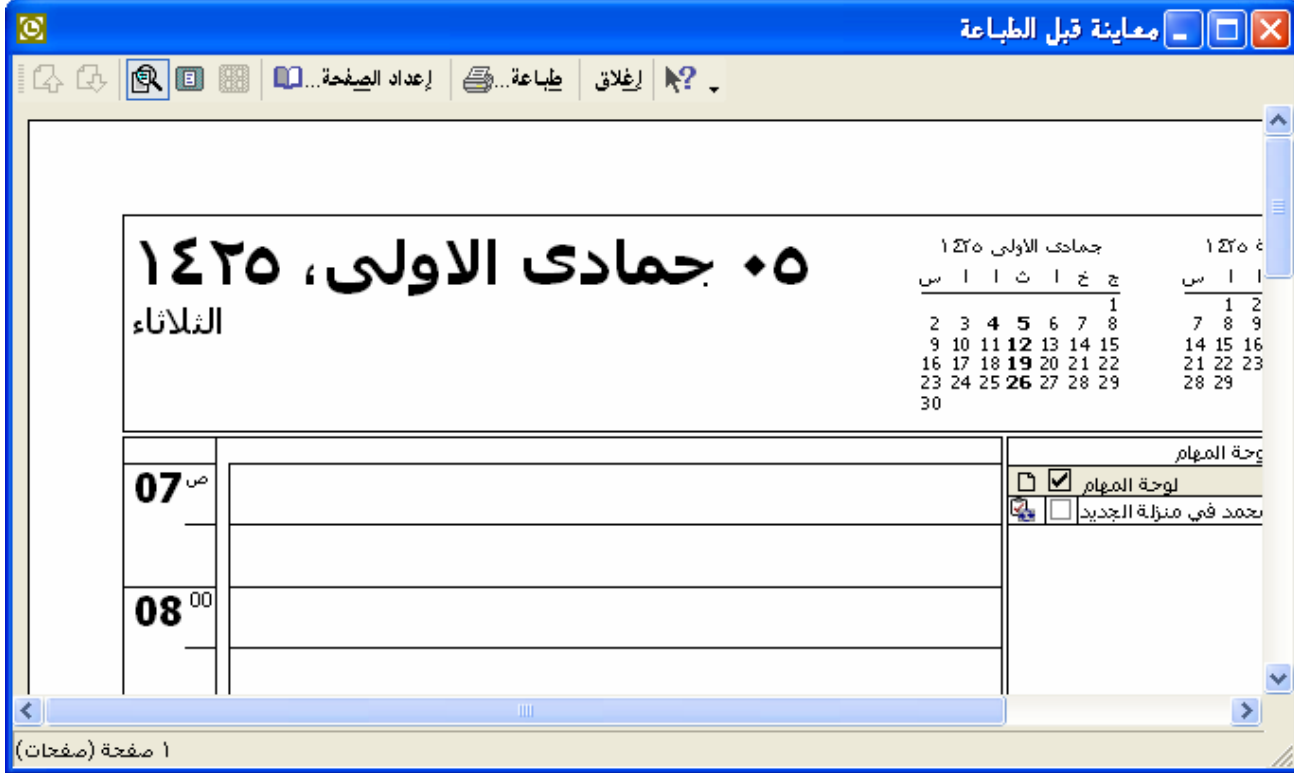 معاينة قبل الطباعة
إعداد الصفحة... طباعة... إغلاق
٠٥ جمادى الاولى، ١٤٢٥
الثلاثاء
جمادى الاولى ١٤٢٥
س ا ا ث ا خ ج
1
2 3 4 5 6 7 8
9 10 11 12 13 14 15
16 17 18 19 20 21 22
23 24 25 26 27 28 29
30
١٤٢٥
س ا ا
1 2
7 8 9
14 15 16
21 22 23
28 29
07 ص
08 00
لوحة المهام
في منزلة الجديد
١ صفحة (صفحات)